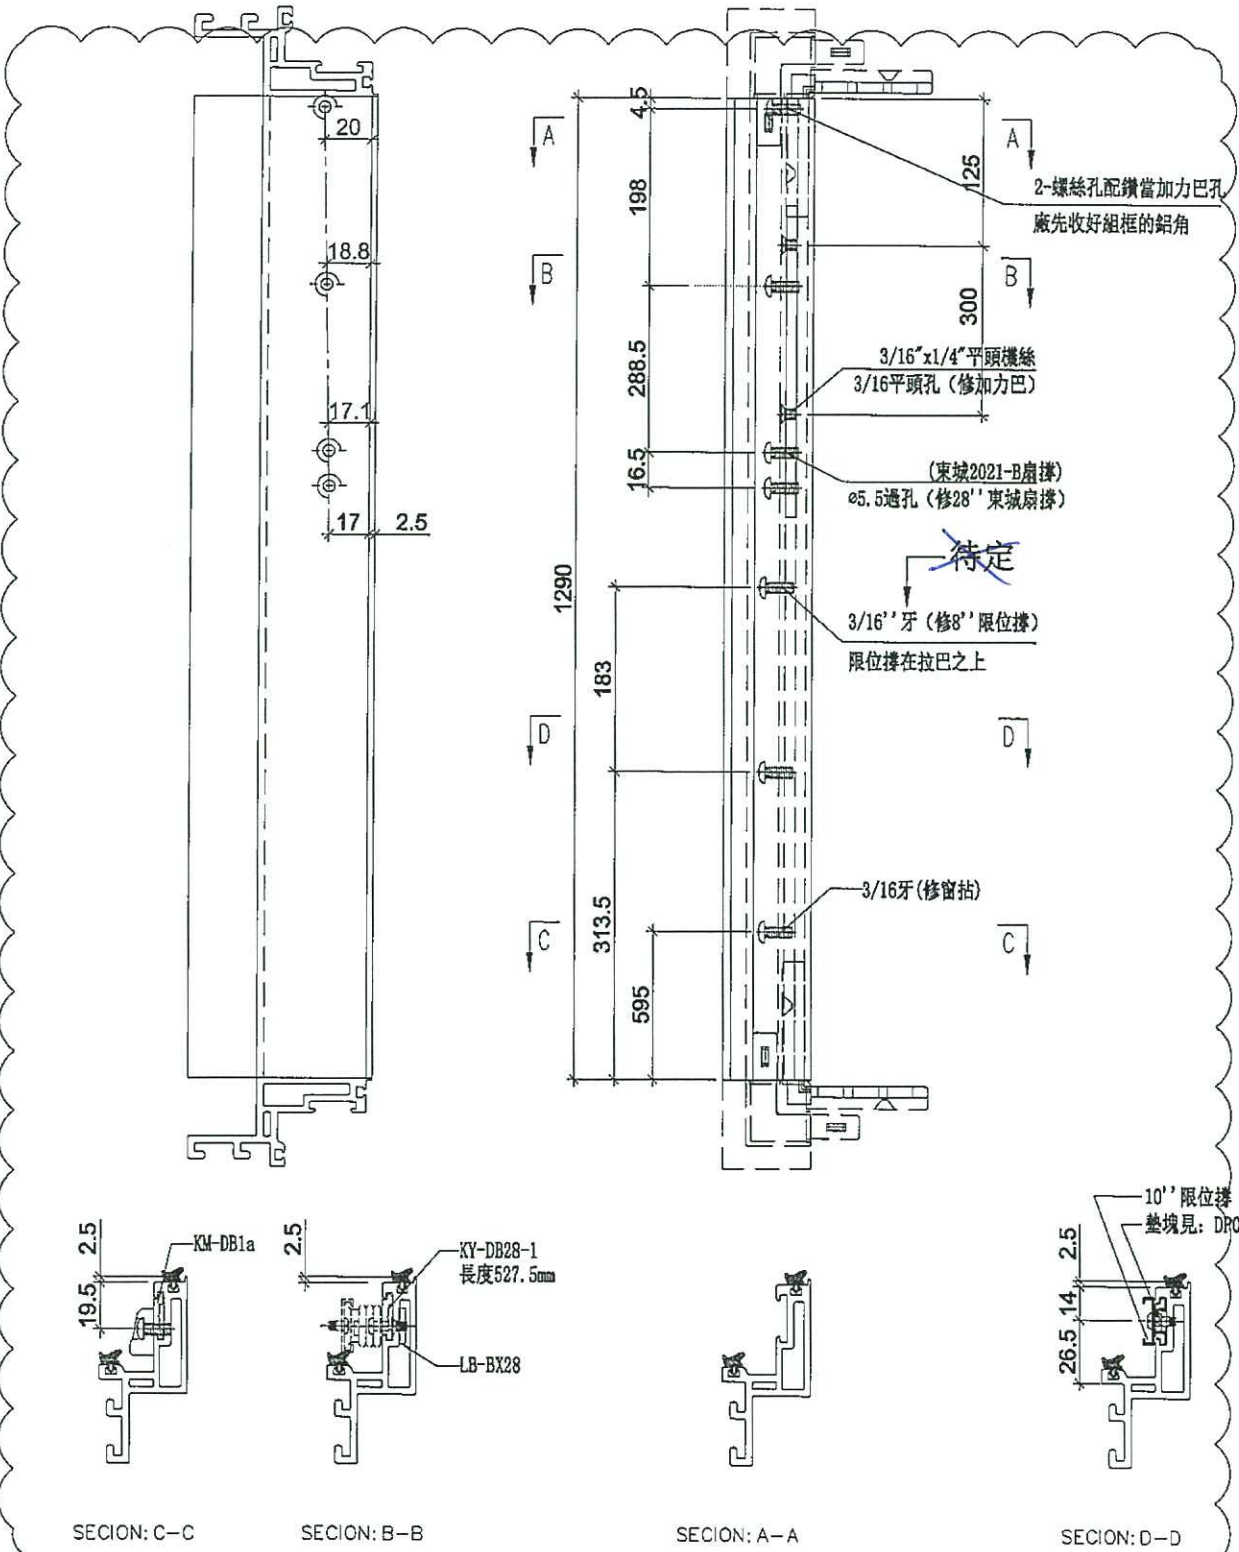 20
18.8
17.1
17
2.5
1290
4.5
198
288.5
16.5
183
313.5
595
A
B
D
C
A
B
D
C
125
300
2-螺絲孔配鑽當加力巴孔
廠先收好組框的鋁角
3/16"x1/4"平頭機絲
3/16平頭孔(修加力巴)
(東城2021-B扇撐)
ø5.5過孔(修28''東城扇撐)
待定
3/16''牙(修8''限位撐)
限位撐在拉巴之上
3/16牙(修窗拈)
2.5
19.5
KM-DB1a
SECION: C-C
2.5
KY-DB28-1
長度527.5mm
LB-BX28
SECION: B-B
SECION: A-A
10''限位撐
墊塊見: DPC
2.5
14
26.5
SECION: D-D